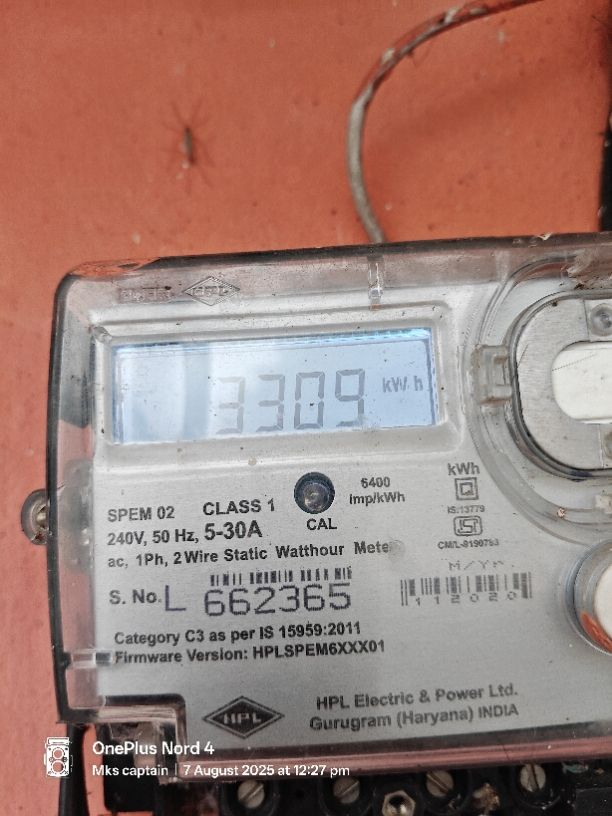 3309 kW h
6400
imp/kWh
kWh
IS:13779
CM/L-9190793
SPEM 02 CLASS 1
CAL
240V, 50 Hz, 5-30A
ac, 1Ph, 2 Wire Static Watthour Mete
M/Yr.
S. No. L 662365
112020
Category C3 as per IS 15959:2011
Firmware Version: HPLSPEM6XXX01
HPL
HPL Electric & Power Ltd.
Gurugram (Haryana) INDIA
OnePlus Nord 4
Mks captain | 7 August 2025 at 12:27 pm